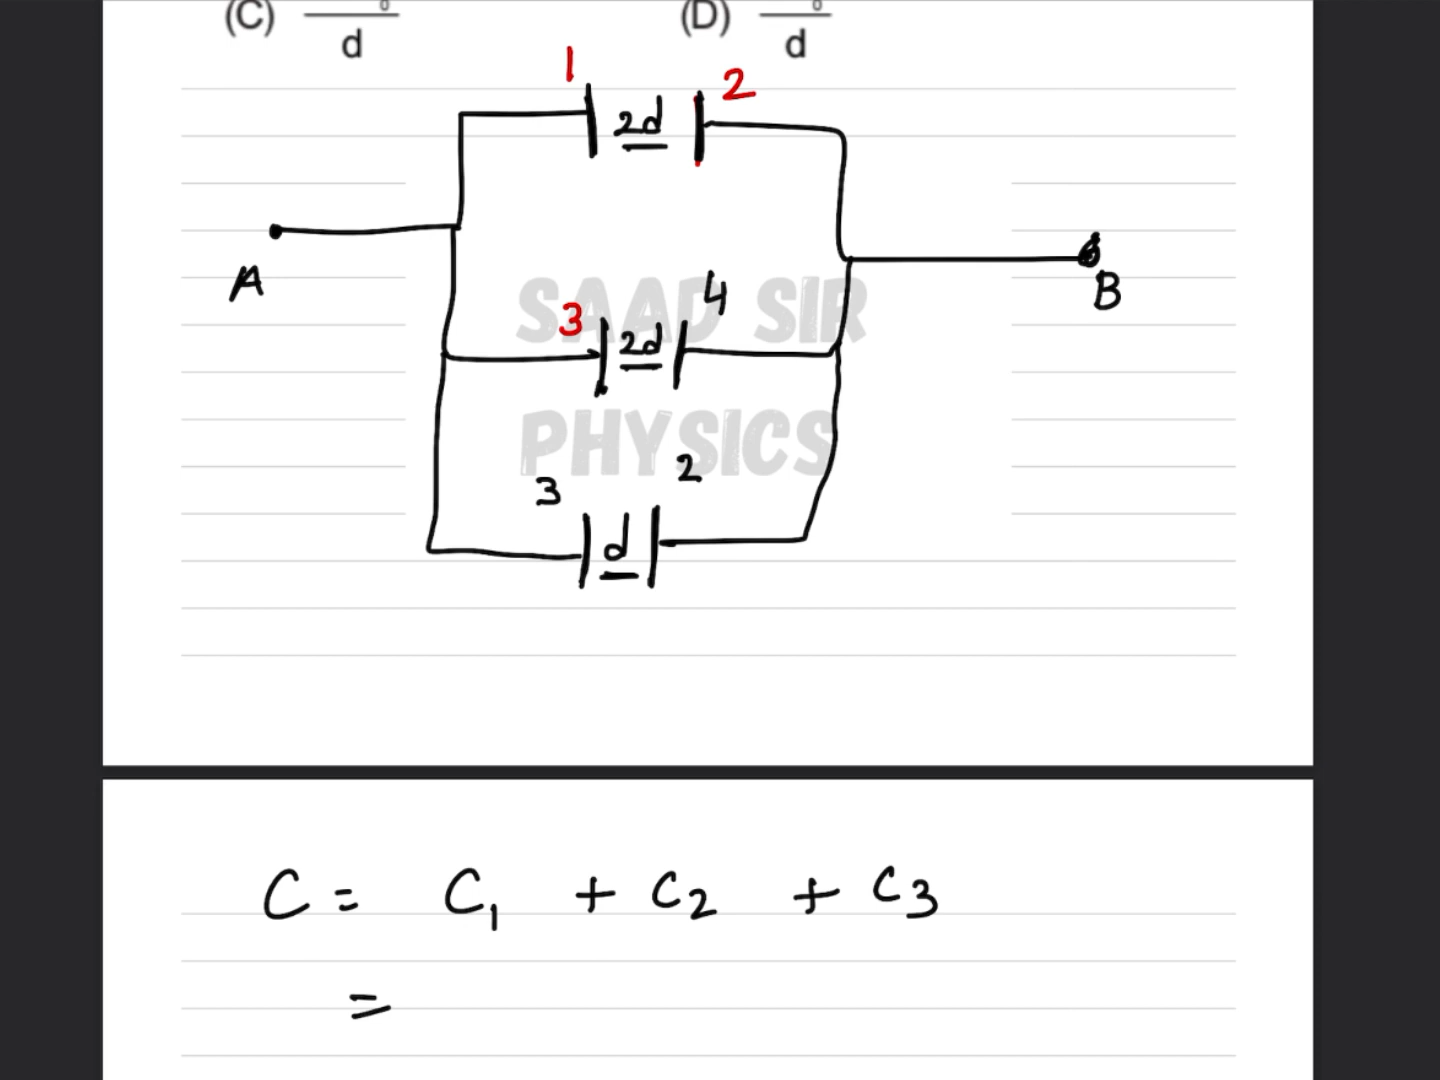 (C) d (D) d
1 2
2d
A B
3 4
2d
SAAD SIR
PHYSICS
3 2
d
C = C₁ + C₂ + C₃
=